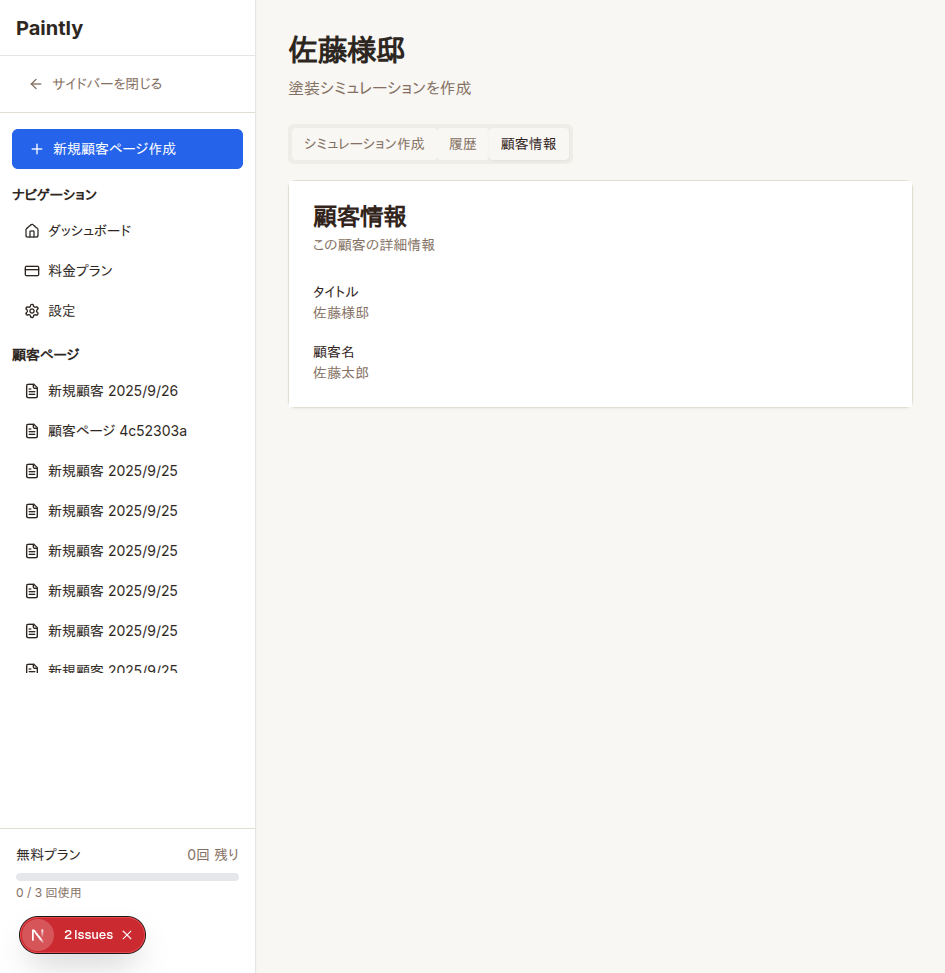 Paintly
サイドバーを閉じる
新規顧客ページ作成
ナビゲーション
ダッシュボード
料金プラン
設定
顧客ページ
新規顧客 2025/9/26
顧客ページ 4c52303a
新規顧客 2025/9/25
新規顧客 2025/9/25
新規顧客 2025/9/25
新規顧客 2025/9/25
新規顧客 2025/9/25
新規顧客 2025/9/25
無料プラン 0回 残り
0 / 3 回使用
N 2 Issues
佐藤様邸
塗装シミュレーションを作成
シミュレーション作成 履歴 顧客情報
顧客情報
この顧客の詳細情報
タイトル
佐藤様邸
顧客名
佐藤太郎